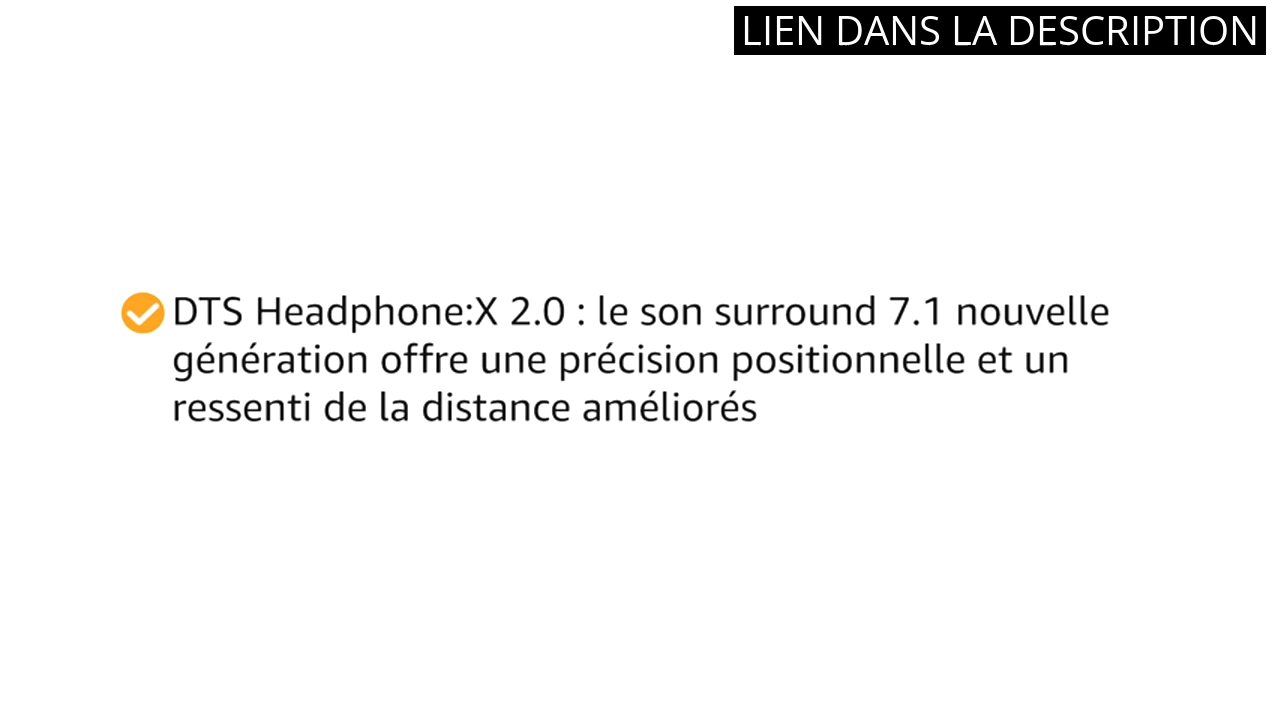 LIEN DANS LA DESCRIPTION
DTS Headphone:X 2.0 : le son surround 7.1 nouvelle
génération offre une précision positionnelle et un
ressenti de la distance améliorés